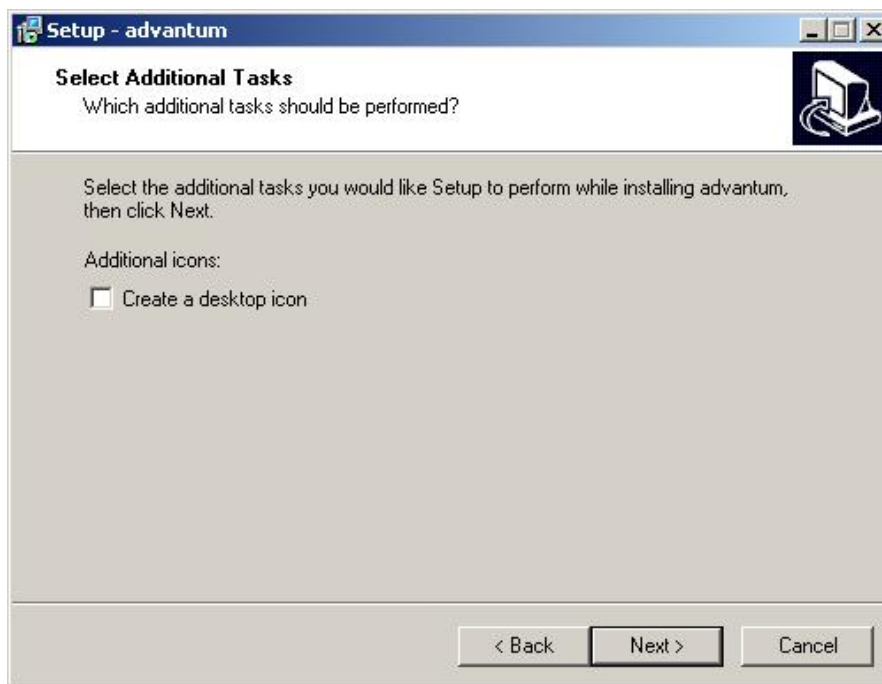 Setup - advantum
Select Additional Tasks
Which additional tasks should be performed?
Select the additional tasks you would like Setup to perform while installing advantum,
then click Next.
Additional icons:
Create a desktop icon
< Back
Next >
Cancel